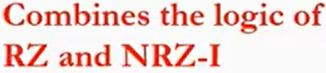 Combines the logic of
RZ and NRZ-I